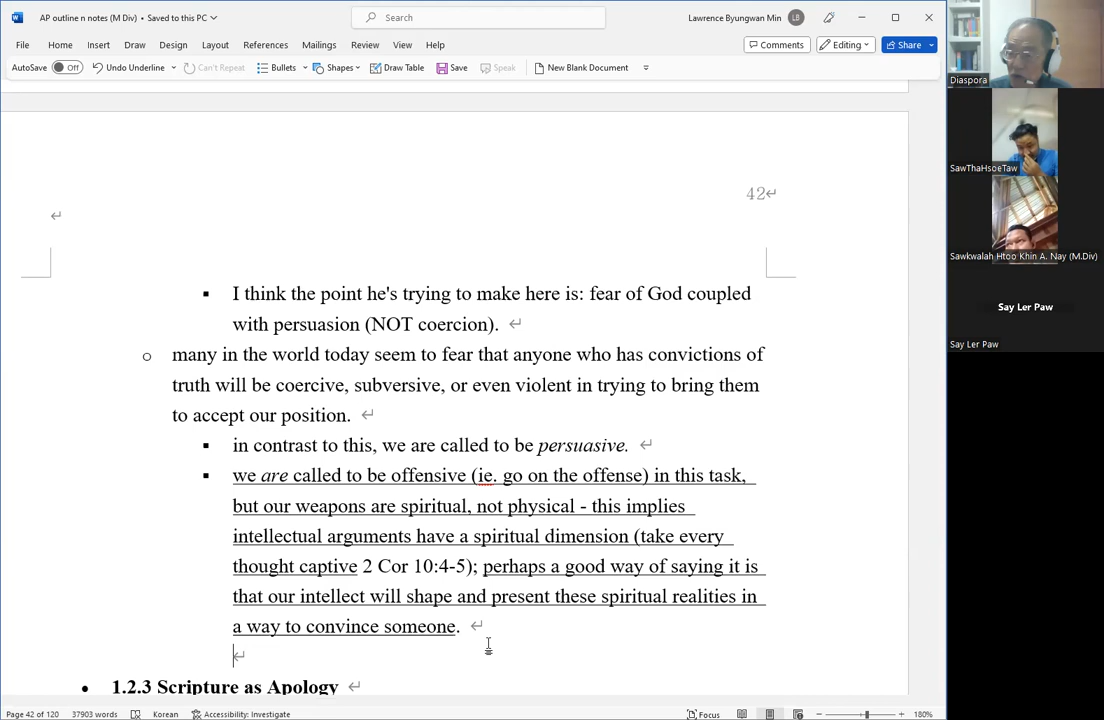 AP outline n notes (M Div) • Saved to this PC
Search
Lawrence Byungwan Min
LB
File Home Insert Draw Design Layout References Mailings Review View Help
Comments
Editing
Share
AutoSave Off Undo Underline Can't Repeat Bullets Shapes Draw Table Save Speak New Blank Document
Diaspora
SawThaHsoeTaw
Sawkwalah Htoo Khin A. Nay (M.Div)
Say Ler Paw
Say Ler Paw
42
▪ I think the point he's trying to make here is: fear of God coupled
with persuasion (NOT coercion).
o many in the world today seem to fear that anyone who has convictions of
truth will be coercive, subversive, or even violent in trying to bring them
to accept our position.
▪ in contrast to this, we are called to be persuasive.
▪ we are called to be offensive (ie. go on the offense) in this task,
but our weapons are spiritual, not physical - this implies
intellectual arguments have a spiritual dimension (take every
thought captive 2 Cor 10:4-5); perhaps a good way of saying it is
that our intellect will shape and present these spiritual realities in
a way to convince someone.
• 1.2.3 Scripture as Apology
Page 42 of 120 37903 words Korean Accessibility: Investigate Focus 180%